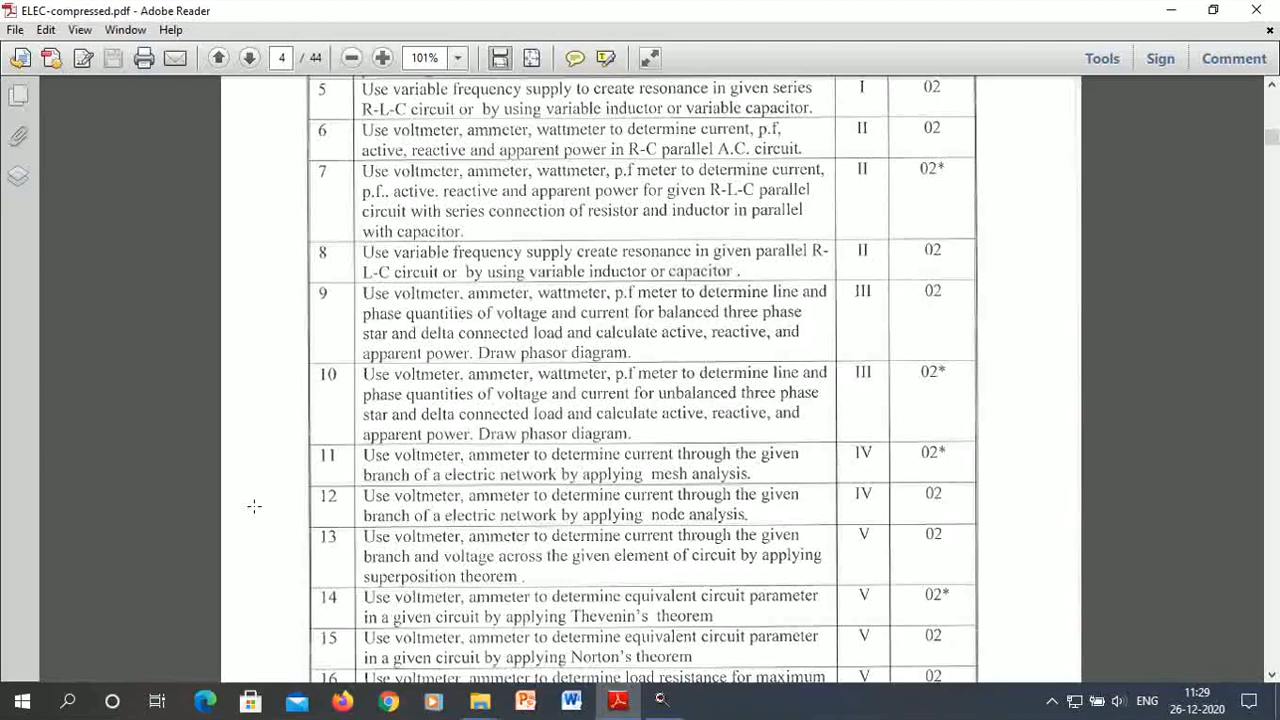 ELEC-compressed.pdf - Adobe Reader
File Edit View Window Help
4 / 44 101% Tools Sign Comment
5 Use variable frequency supply to create resonance in given series I 02
R-L-C circuit or by using variable inductor or variable capacitor.
6 Use voltmeter, ammeter, wattmeter to determine current, p.f, II 02
active, reactive and apparent power in R-C parallel A.C. circuit.
7 Use voltmeter, ammeter, wattmeter, p.f meter to determine current, II 02*
p.f.. active. reactive and apparent power for given R-L-C parallel
circuit with series connection of resistor and inductor in parallel
with capacitor.
8 Use variable frequency supply create resonance in given parallel R- II 02
L-C circuit or by using variable inductor or capacitor .
9 Use voltmeter, ammeter, wattmeter, p.f meter to determine line and III 02
phase quantities of voltage and current for balanced three phase
star and delta connected load and calculate active, reactive, and
apparent power. Draw phasor diagram.
10 Use voltmeter. ammeter, wattmeter, p.f meter to determine line and III 02*
phase quantities of voltage and current for unbalanced three phase
star and delta connected load and calculate active, reactive, and
apparent power. Draw phasor diagram.
11 Use voltmeter, ammeter to determine current through the given IV 02*
branch of a electric network by applying mesh analysis.
12 Use voltmeter, ammeter to determine current through the given IV 02
branch of a electric network by applying node analysis.
13 Use voltmeter, ammeter to determine current through the given V 02
branch and voltage across the given element of circuit by applying
superposition theorem .
14 Use voltmeter, ammeter to determine equivalent circuit parameter V 02*
in a given circuit by applying Thevenin's theorem
15 Use voltmeter, ammeter to determine equivalent circuit parameter V 02
in a given circuit by applying Norton's theorem
16 Use voltmeter, ammeter to determine load resistance for maximum V 02
ENG 11:29
26-12-2020